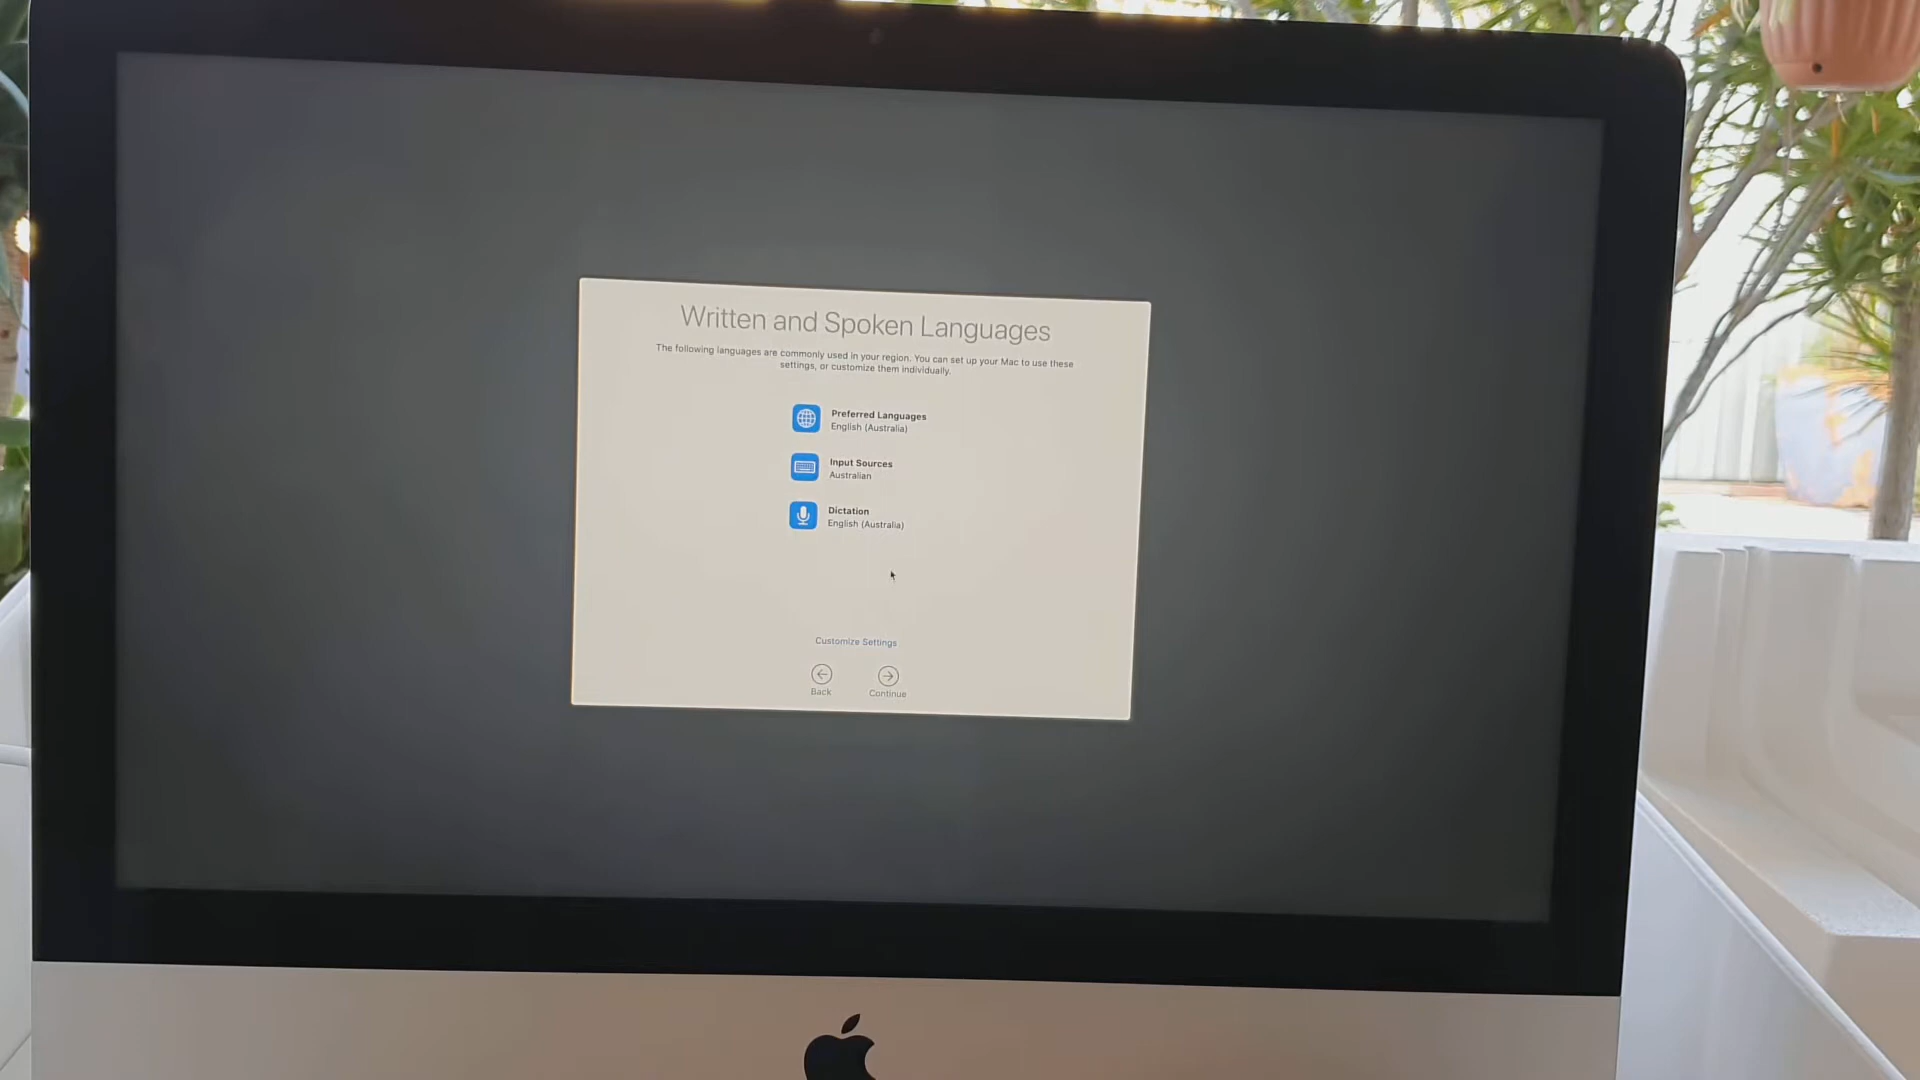 Written and Spoken Languages
The following languages are commonly used in your region. You can set up your Mac to use these
settings, or customize them individually.
Preferred Languages
English (Australia)
Input Sources
Australian
Dictation
English (Australia)
Customize Settings
Back
Continue